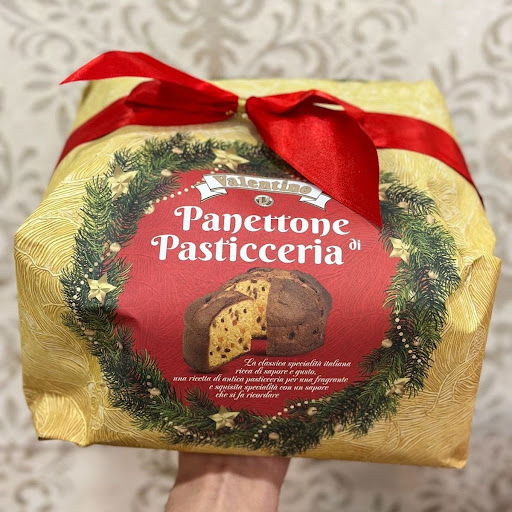 Valentino
Panettone
di
Pasticceria
La classica specialità italiana
ricca di sapore e gusto,
una ricetta di antica pasticceria per una fragrante
e squisita specialità con un sapore
che si fa ricordare